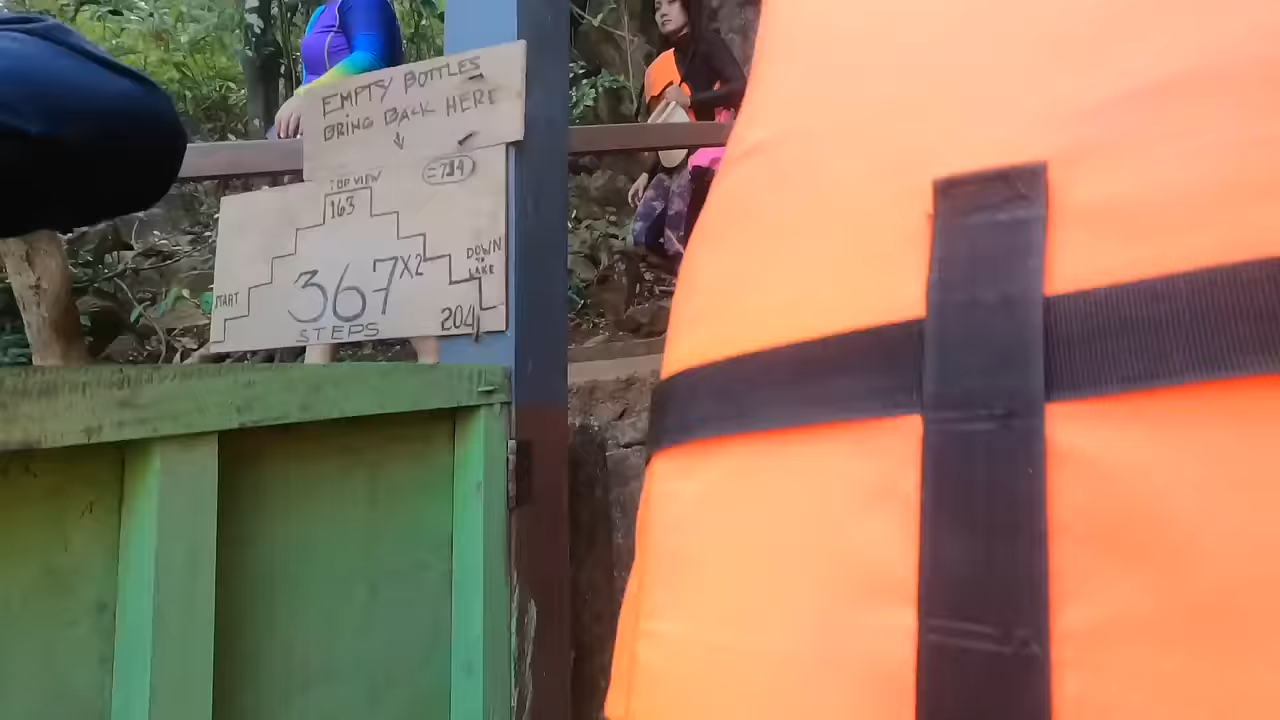 EMPTY BOTTLES
BRING BACK HERE
=734
TOP VIEW
163
DOWN
TO
LAKE
START
367x2
STEPS
204